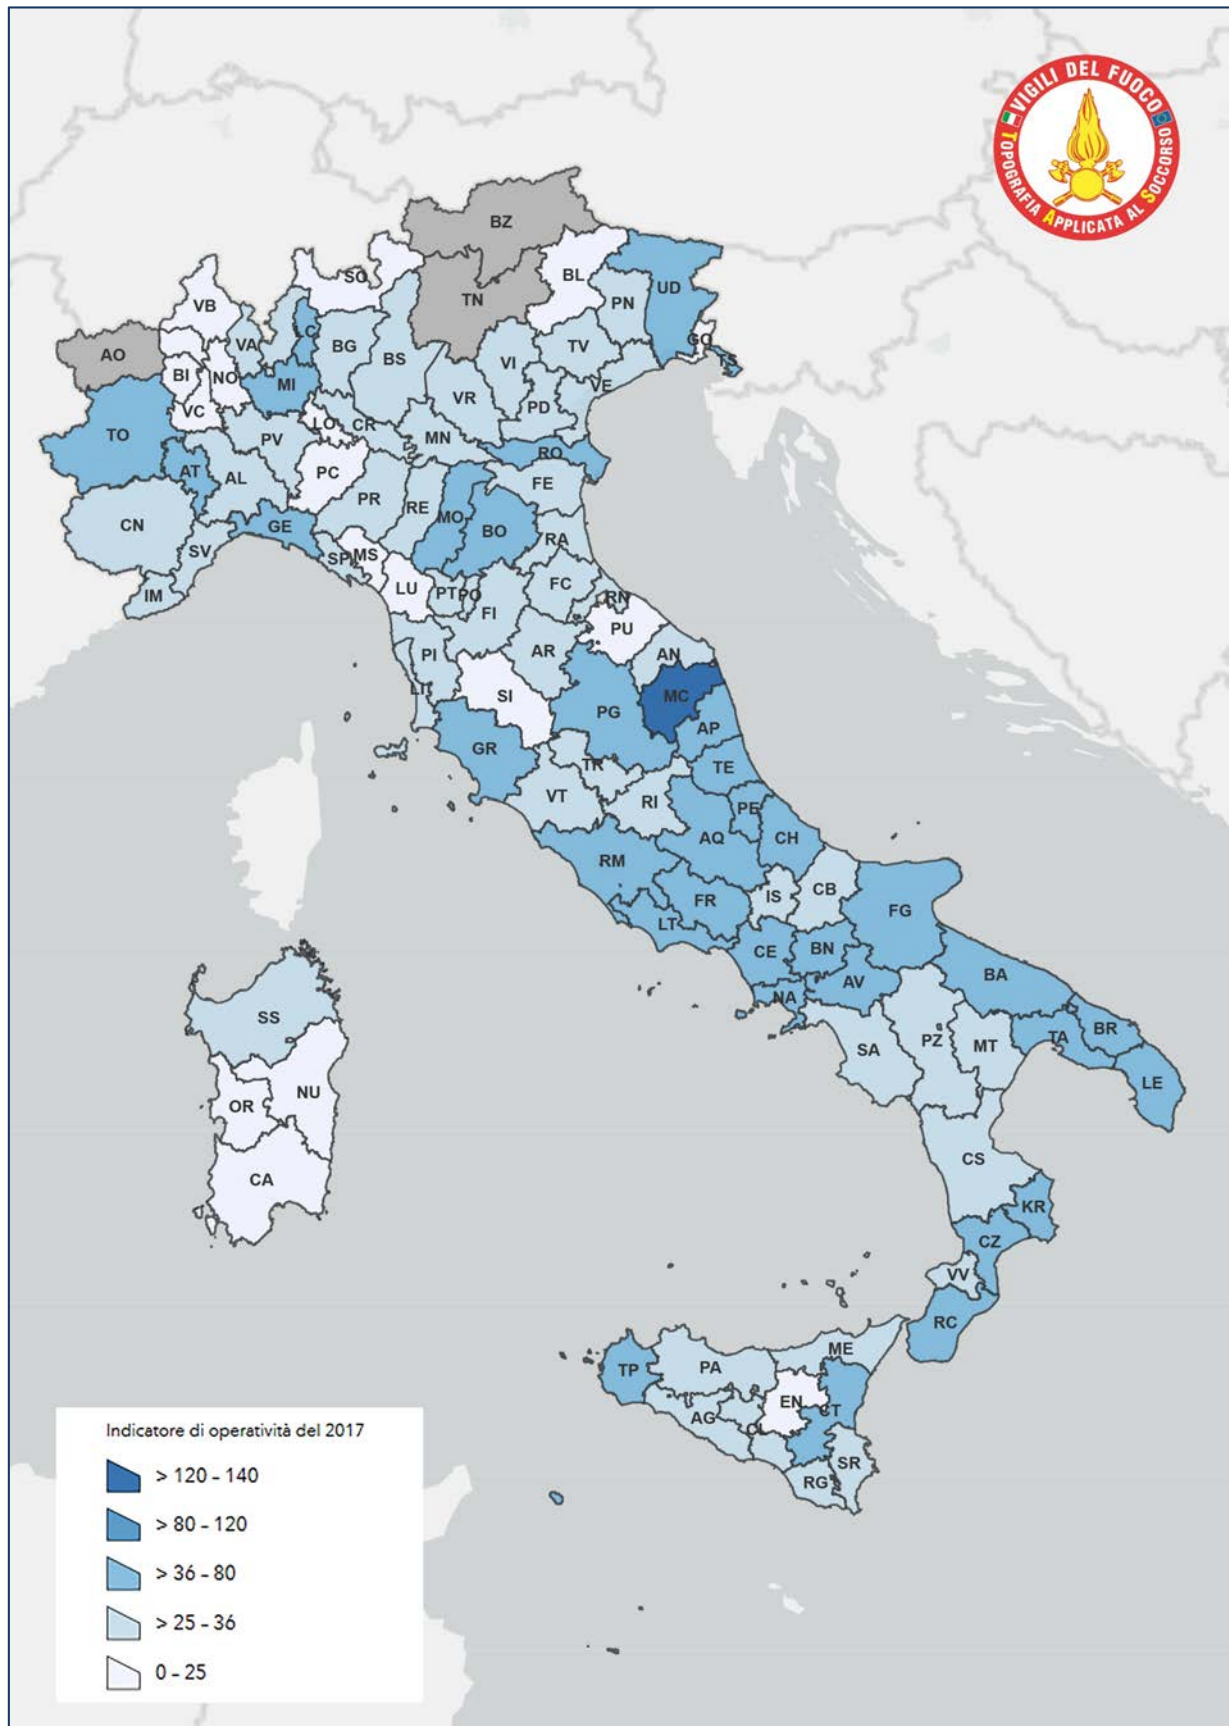 VIGILI DEL FUOCO
TOPOGRAFIA APPLICATA AL SOCCORSO
BZ
SO
BL
TN
PN
UD
VB
LC
AO
VA
BG
BS
VI
TV
GO
TS
BI
NO
MI
VE
VR
PD
VC
LO
CR
TO
PV
MN
RO
AT
AL
PC
FE
PR
RE
MO
BO
CN
GE
SV
SP
MS
RA
IM
LU
PT
PO
FI
FC
RN
PU
PI
AR
AN
LI
SI
MC
PG
AP
GR
TR
TE
VT
RI
PE
AQ
CH
RM
FR
IS
CB
FG
LT
CE
BN
AV
BA
NA
SS
SA
PZ
MT
TA
BR
LE
NU
OR
CA
CS
KR
CZ
VV
RC
ME
TP
PA
EN
CT
AG
CL
SR
RG
Indicatore di operatività del 2017
> 120 - 140
> 80 - 120
> 36 - 80
> 25 - 36
0 - 25